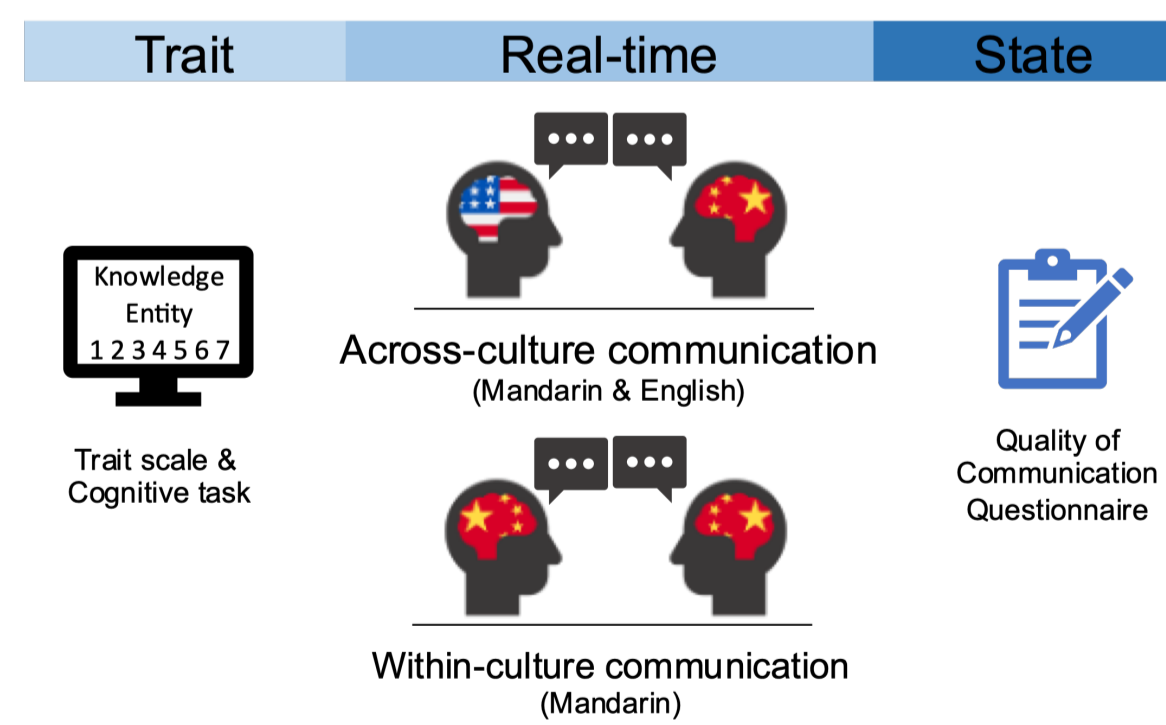 Trait
Real-time
State
Knowledge
Entity
1 2 3 4 5 6 7
Trait scale &
Cognitive task
Across-culture communication
(Mandarin & English)
Within-culture communication
(Mandarin)
Quality of
Communication
Questionnaire